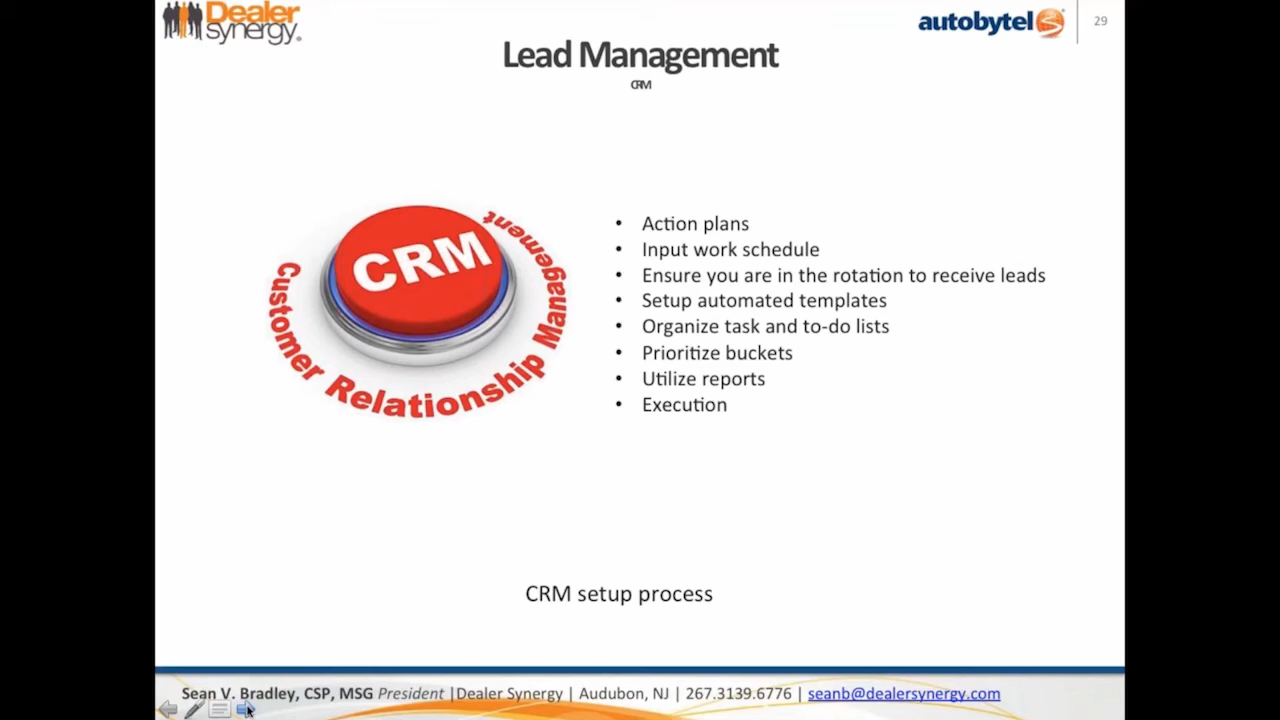 Dealer
synergy®
autobytel
29
Lead Management
CRM
CRM
Customer Relationship Management
• Action plans
• Input work schedule
• Ensure you are in the rotation to receive leads
• Setup automated templates
• Organize task and to-do lists
• Prioritize buckets
• Utilize reports
• Execution
CRM setup process
Sean V. Bradley, CSP, MSG President |Dealer Synergy | Audubon, NJ | 267.3139.6776 | seanb@dealersynergy.com